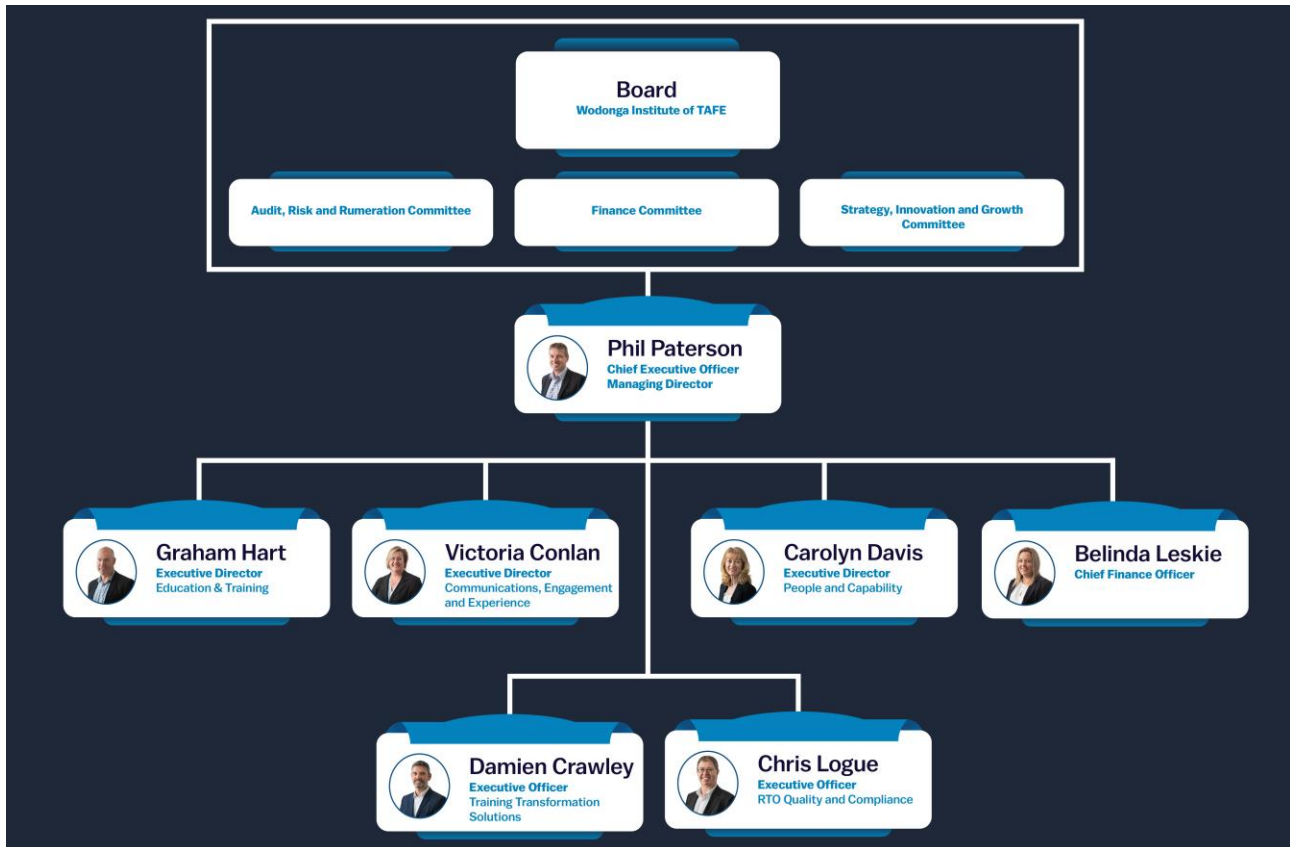 Board
Wodonga Institute of TAFE
Audit, Risk and Rumeration Committee
Finance Committee
Strategy, Innovation and Growth
Committee
Phil Paterson
Chief Executive Officer
Managing Director
Graham Hart
Executive Director
Education & Training
Victoria Conlan
Executive Director
Communications, Engagement
and Experience
Carolyn Davis
Executive Director
People and Capability
Belinda Leskie
Chief Finance Officer
Damien Crawley
Executive Officer
Training Transformation
Solutions
Chris Logue
Executive Officer
RTO Quality and Compliance